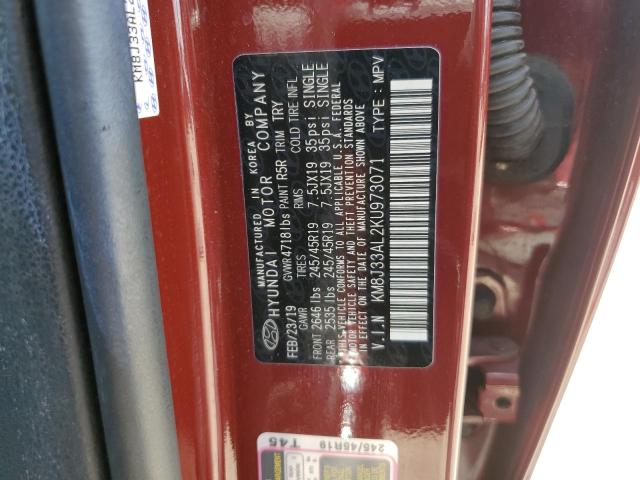 MANUFACTURED IN KOREA BY
HYUNDAI MOTOR COMPANY
FEB/23/19 GVWR 4718lbs PAINT R5R TRIM TRY
GAWR TIRES RIMS COLD TIRE INFL
FRONT 2646 lbs 245/45R19 7.5JX19 35psi SINGLE
REAR 2535 lbs 245/45R19 7.5JX19 35psi SINGLE
THIS VEHICLE CONFORMS TO ALL APPLICABLE U.S.A. FEDERAL
MOTOR VEHICLE SAFETY AND THEFT PREVENTION STANDARDS
IN EFFECT ON THE DATE OF MANUFACTURE SHOWN ABOVE
V.I.N KM8J33AL2KU973071 TYPE: MPV
KM8J33AL2
245/45R19
T45